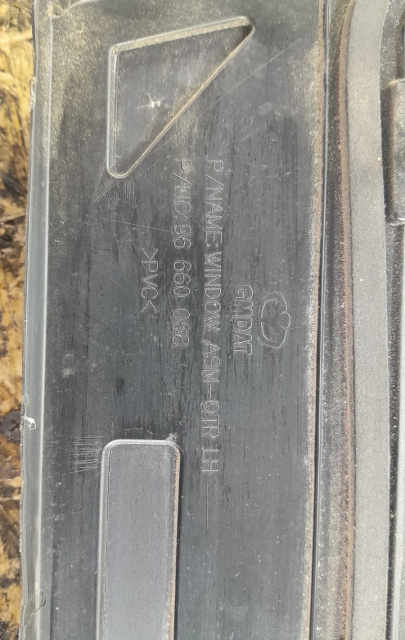 GMDAT
P/NAME:WINDOW ASM-QTR LH
P/NO:96 660 088
>PVC<